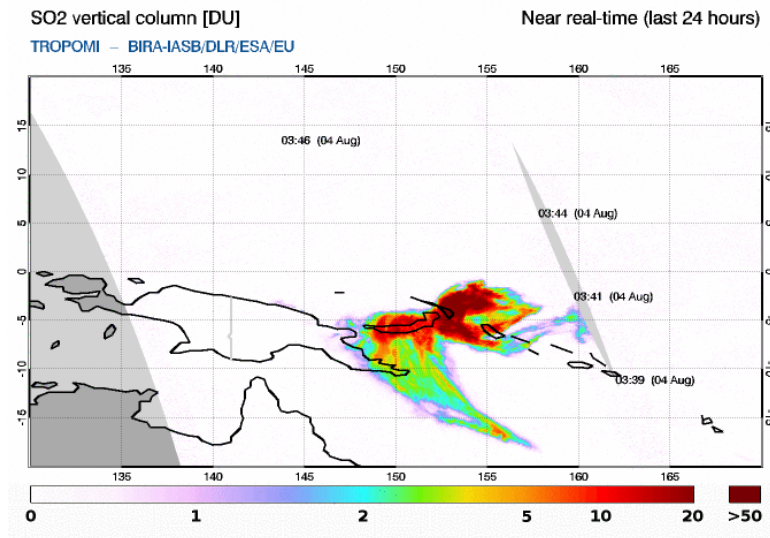 SO2 vertical column [DU]
Near real-time (last 24 hours)
TROPOMI – BIRA-IASB/DLR/ESA/EU
135 140 145 150 155 160 165
15
10
5
0
-5
-10
-15
03:46 (04 Aug)
03:44 (04 Aug)
03:41 (04 Aug)
03:39 (04 Aug)
135 140 145 150 155 160 165
0 1 2 5 10 20 >50